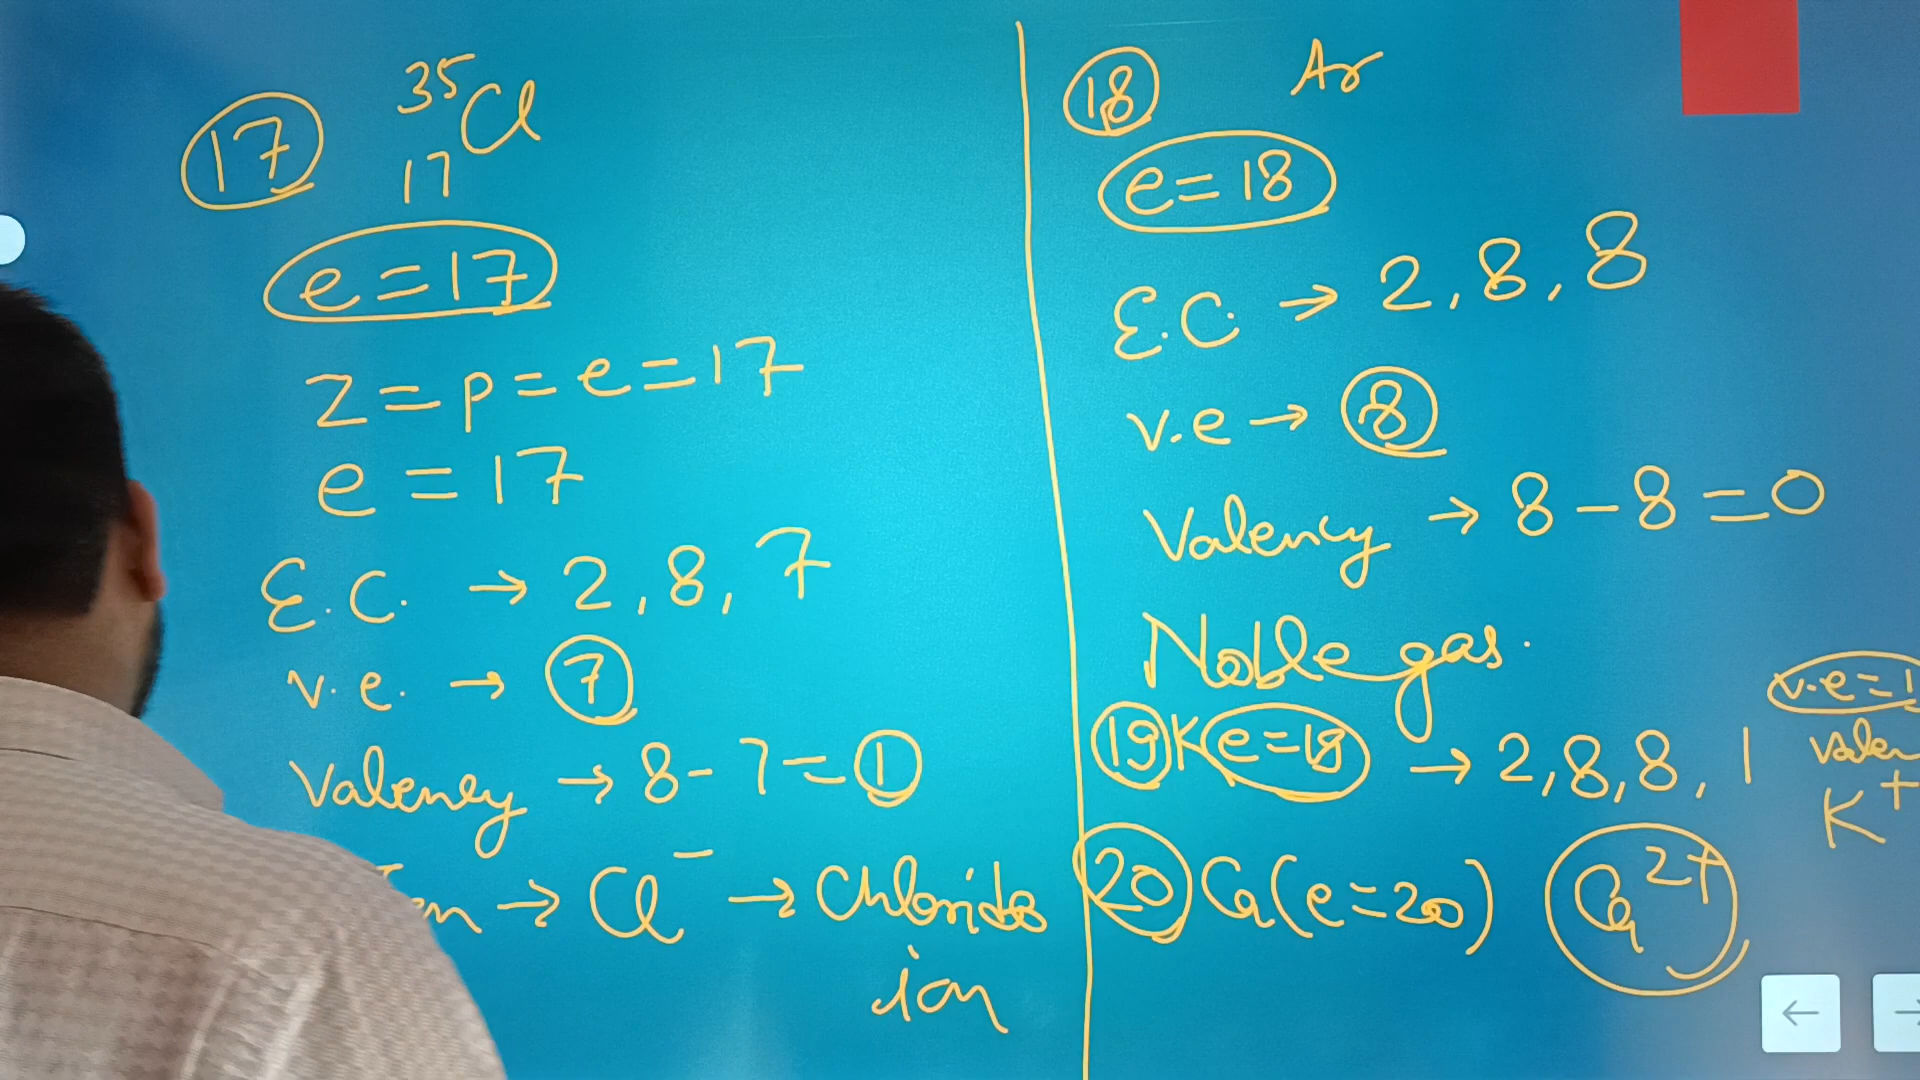 17 35 17 Cl
e = 17
Z = p = e = 17
e = 17
E.C. → 2, 8, 7
v.e. → 7
Valency → 8 - 7 = 1
→ Cl⁻ → Chloride
ion
18 Ar
e = 18
E.C. → 2, 8, 8
v.e → 8
Valency → 8 - 8 = 0
Noble gas.
v.e = 1
19 K e = 19 → 2, 8, 8, 1
K⁺
20 Ca (e = 20) Ca²⁺